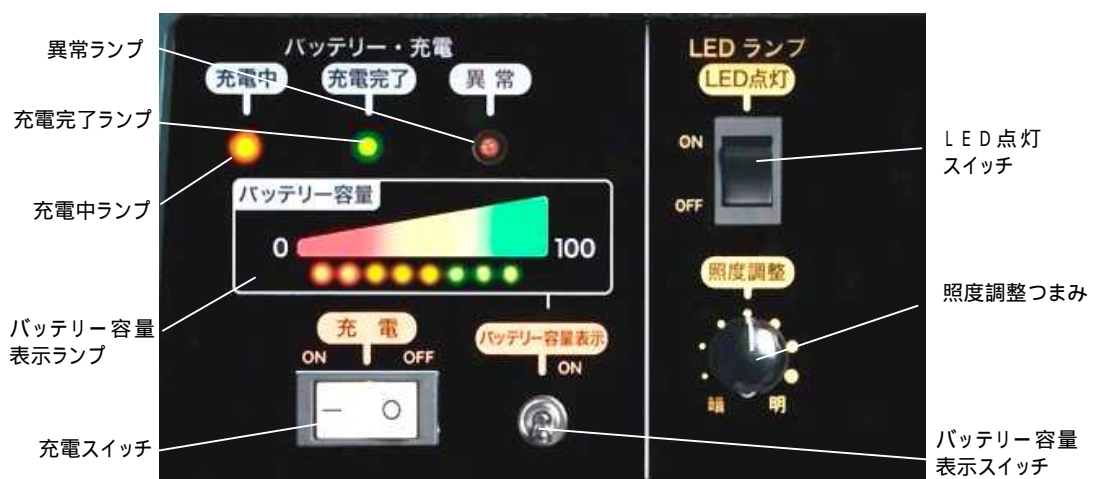 異常ランプ
充電完了ランプ
充電中ランプ
バッテリー容量
表示ランプ
充電スイッチ
バッテリー・充電
充電中
充電完了
異常
バッテリー容量
0
100
充電
ON
OFF
バッテリー容量表示
ON
LED ランプ
LED点灯
ON
OFF
照度調整
暗
明
LED点灯
スイッチ
照度調整つまみ
バッテリー容量
表示スイッチ